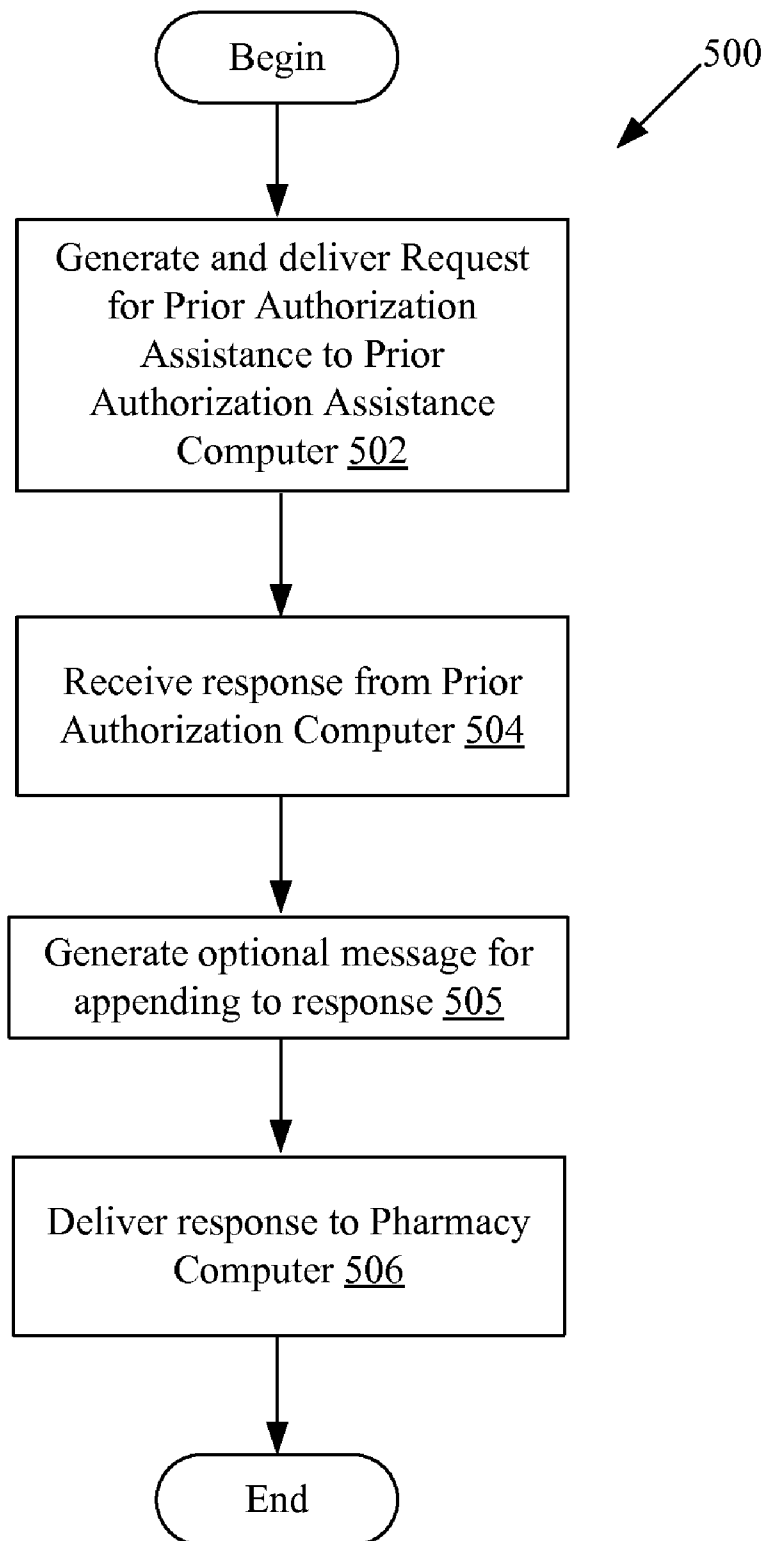 Begin
500
Generate and deliver Request
for Prior Authorization
Assistance to Prior
Authorization Assistance
Computer 502
Receive response from Prior
Authorization Computer 504
Generate optional message for
appending to response 505
Deliver response to Pharmacy
Computer 506
End